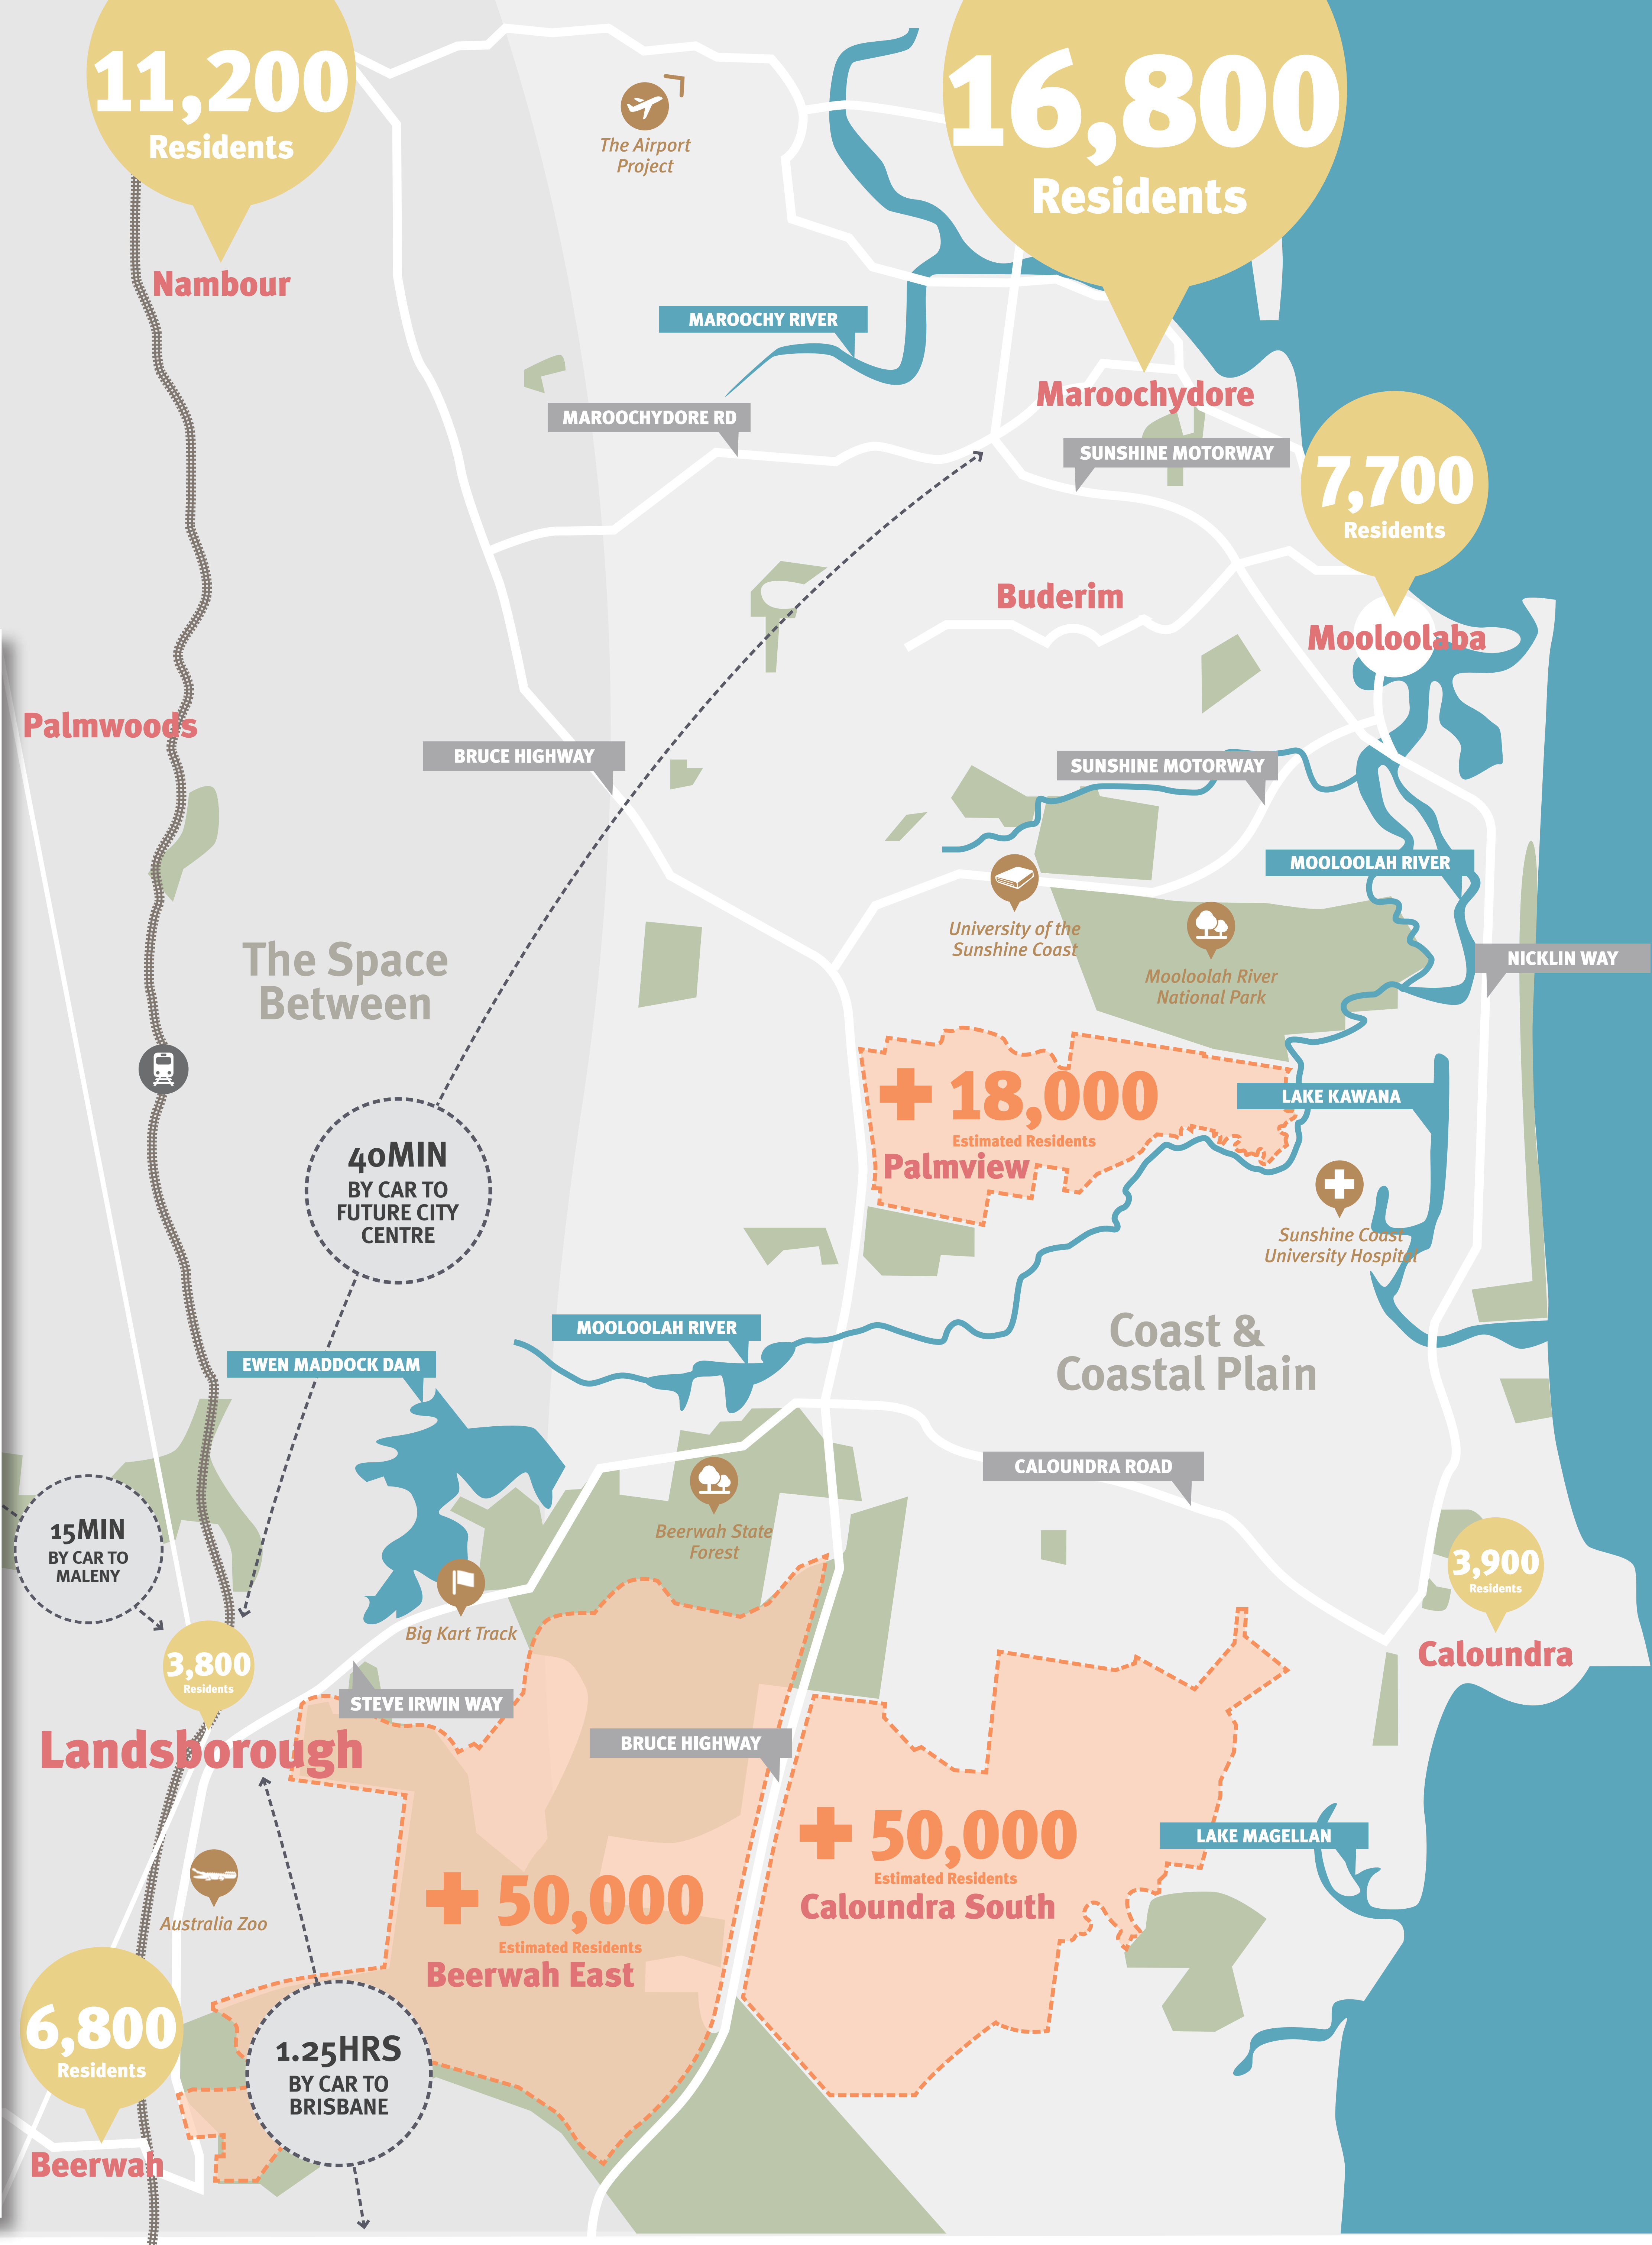 11,200
Residents
Nambour
The Airport
Project
16,800
Residents
Maroochydore
MAROOCHY RIVER
MAROOCHYDORE RD
SUNSHINE MOTORWAY
7,700
Residents
Mooloolaba
Buderim
Palmwoods
BRUCE HIGHWAY
SUNSHINE MOTORWAY
MOOLOOLAH RIVER
University of the
Sunshine Coast
Mooloolah River
National Park
NICKLIN WAY
The Space
Between
+ 18,000
Estimated Residents
Palmview
LAKE KAWANA
40MIN
BY CAR TO
FUTURE CITY
CENTRE
Sunshine Coast
University Hospital
MOOLOOLAH RIVER
EWEN MADDOCK DAM
Coast &
Coastal Plain
CALOUNDRA ROAD
Beerwah State
Forest
15MIN
BY CAR TO
MALENY
Big Kart Track
3,900
Residents
Caloundra
3,800
Residents
Landsborough
STEVE IRWIN WAY
BRUCE HIGHWAY
+ 50,000
Estimated Residents
Caloundra South
LAKE MAGELLAN
Australia Zoo
+ 50,000
Estimated Residents
Beerwah East
6,800
Residents
Beerwah
1.25HRS
BY CAR TO
BRISBANE